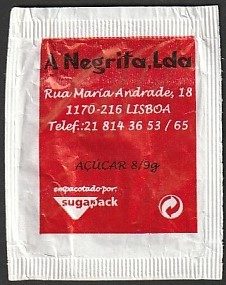 A Negrita,Lda
Rua Maria Andrade, 18
1170-216 LISBOA
Telef.:21 814 36 53 / 65
AÇUCAR 8/9g
empacotado por:
sugapack